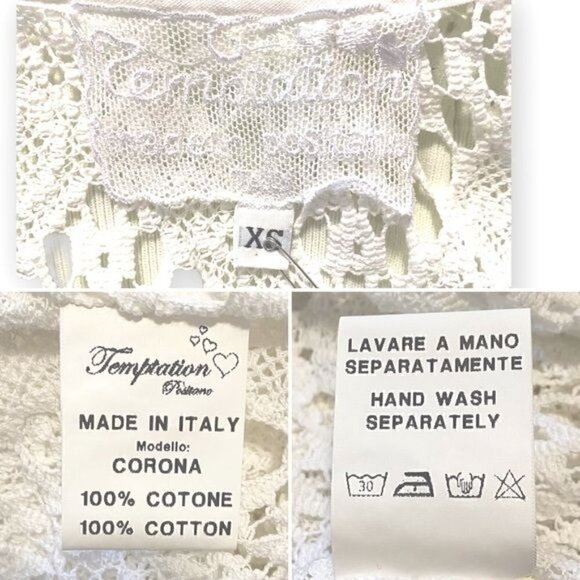 Temptation
XS
Temptation
Positano
MADE IN ITALY
Modello:
CORONA
100% COTONE
100% COTTON
LAVARE A MANO
SEPARATAMENTE
HAND WASH
SEPARATELY
30